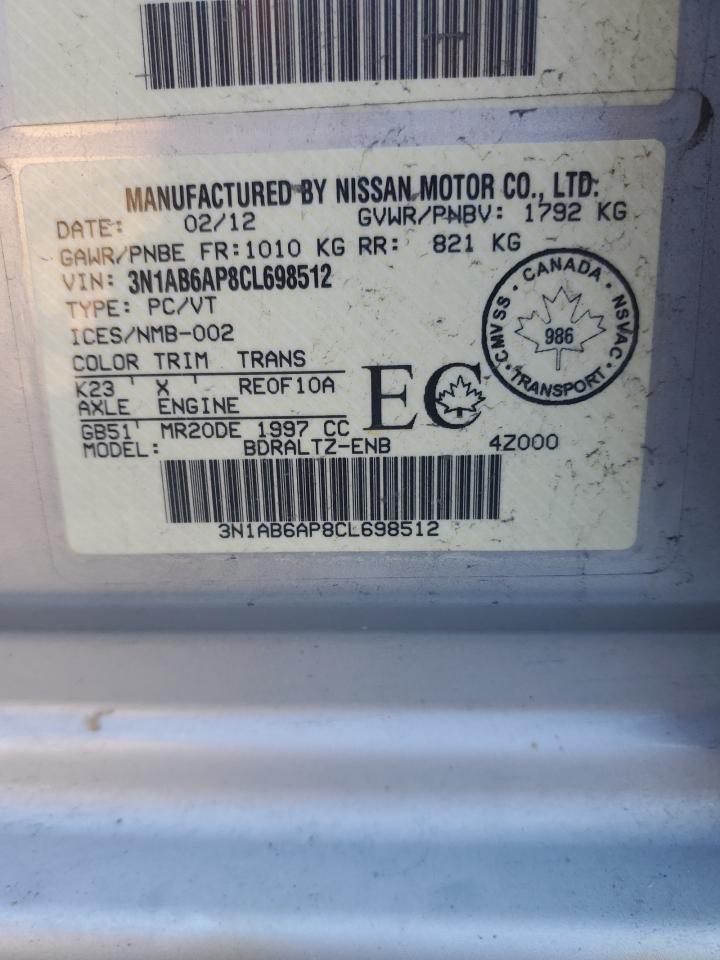 MANUFACTURED BY NISSAN MOTOR CO., LTD.
DATE: 02/12 GVWR/PNBV: 1792 KG
GAWR/PNBE FR:1010 KG RR: 821 KG
VIN: 3N1AB6AP8CL698512
TYPE: PC/VT
ICES/NMB-002
COLOR TRIM TRANS
K23 ' X ' RE0F10A
AXLE ENGINE
GB51' MR20DE 1997 CC
MODEL: BDRALTZ-ENB 4Z000
EC
CANADA
CMVSS · NSVAC
986
TRANSPORT
3N1AB6AP8CL698512